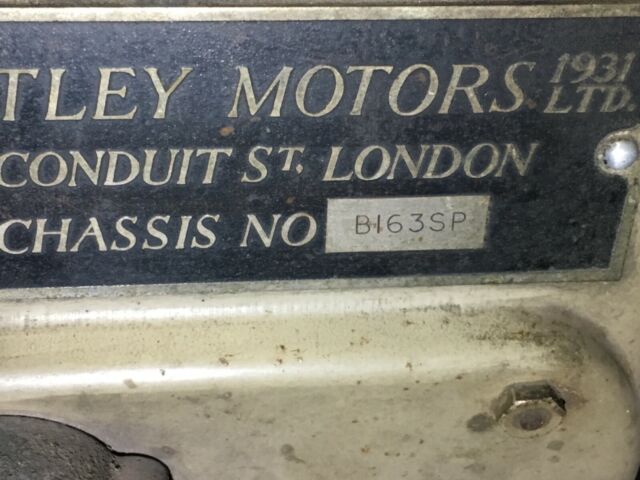 TLEY MOTORS 1931 LTD.
CONDUIT ST, LONDON
CHASSIS NO B163SP